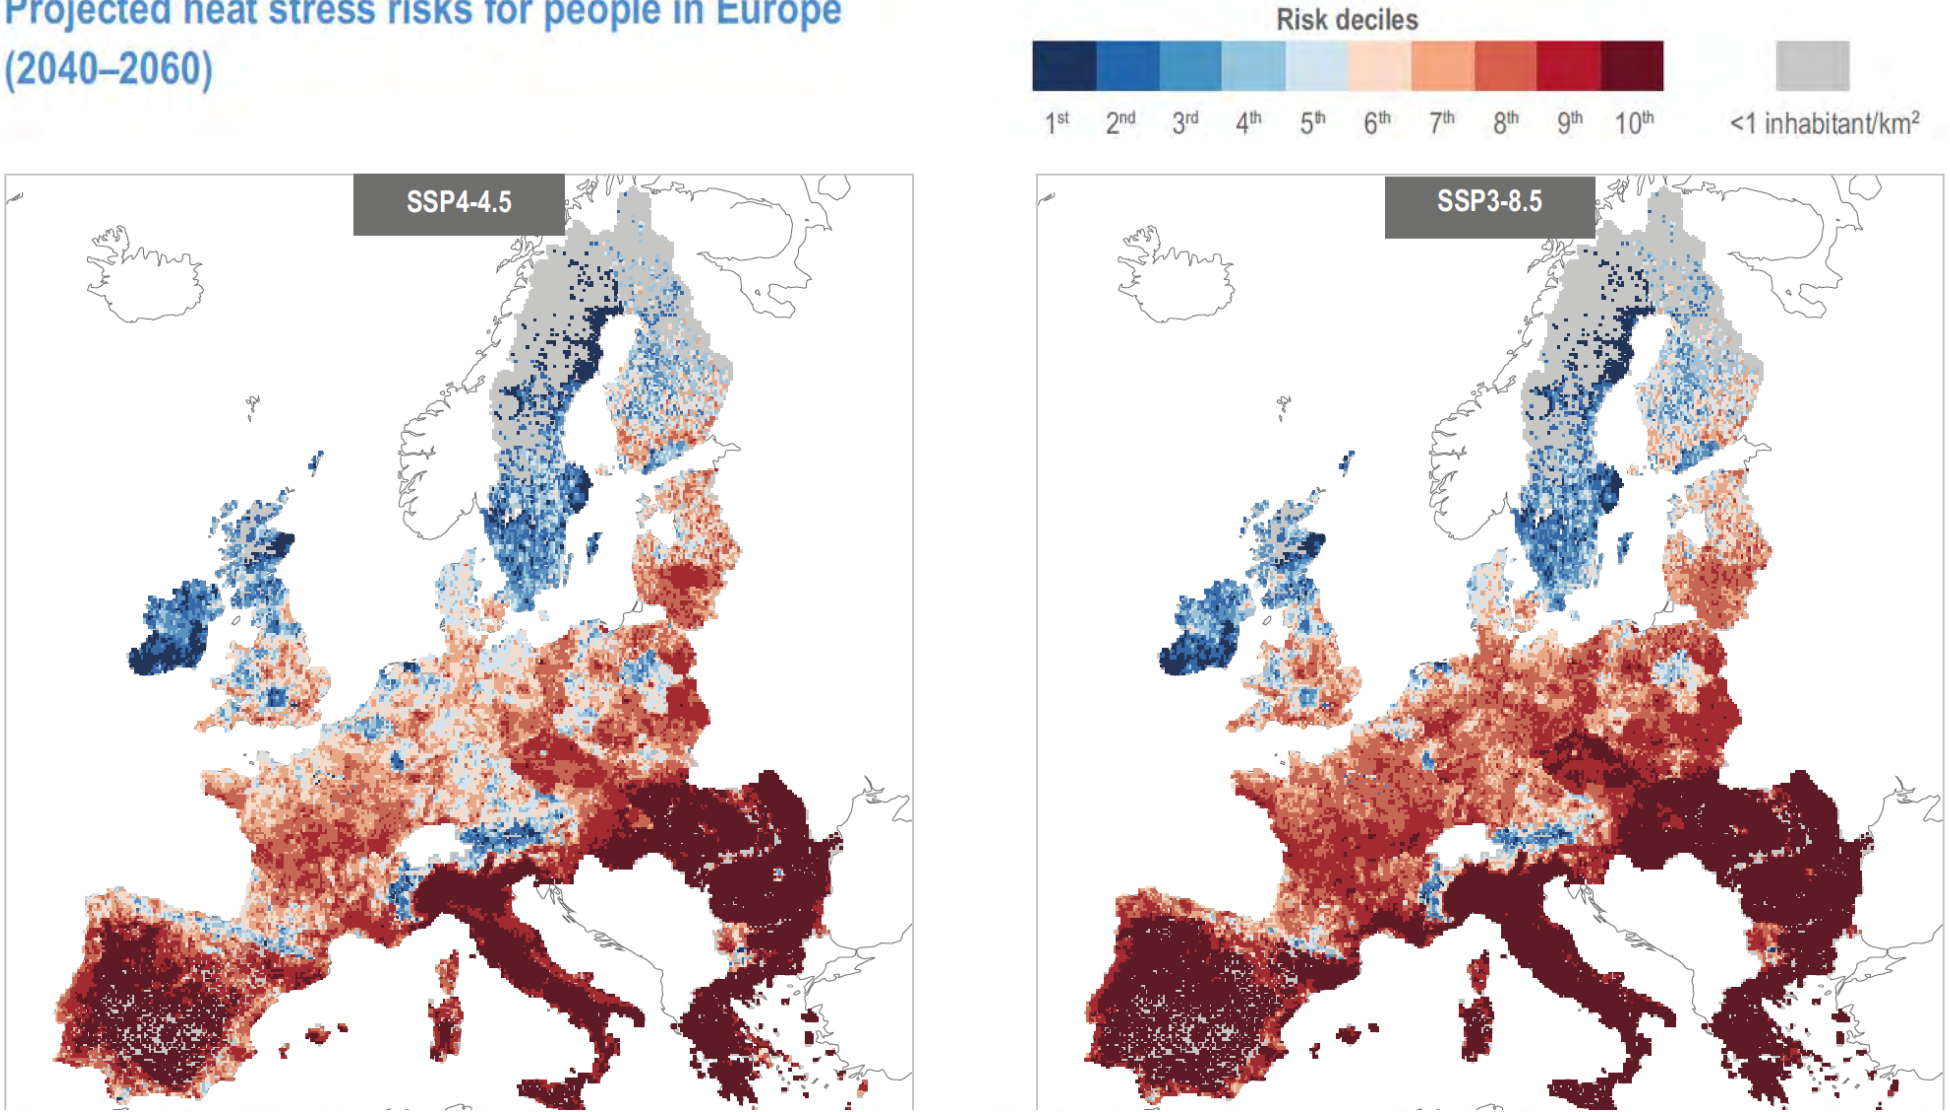 Projected heat stress risks for people in Europe
(2040–2060)
Risk deciles
1st 2nd 3rd 4th 5th 6th 7th 8th 9th 10th
<1 inhabitant/km²
SSP4-4.5
SSP3-8.5